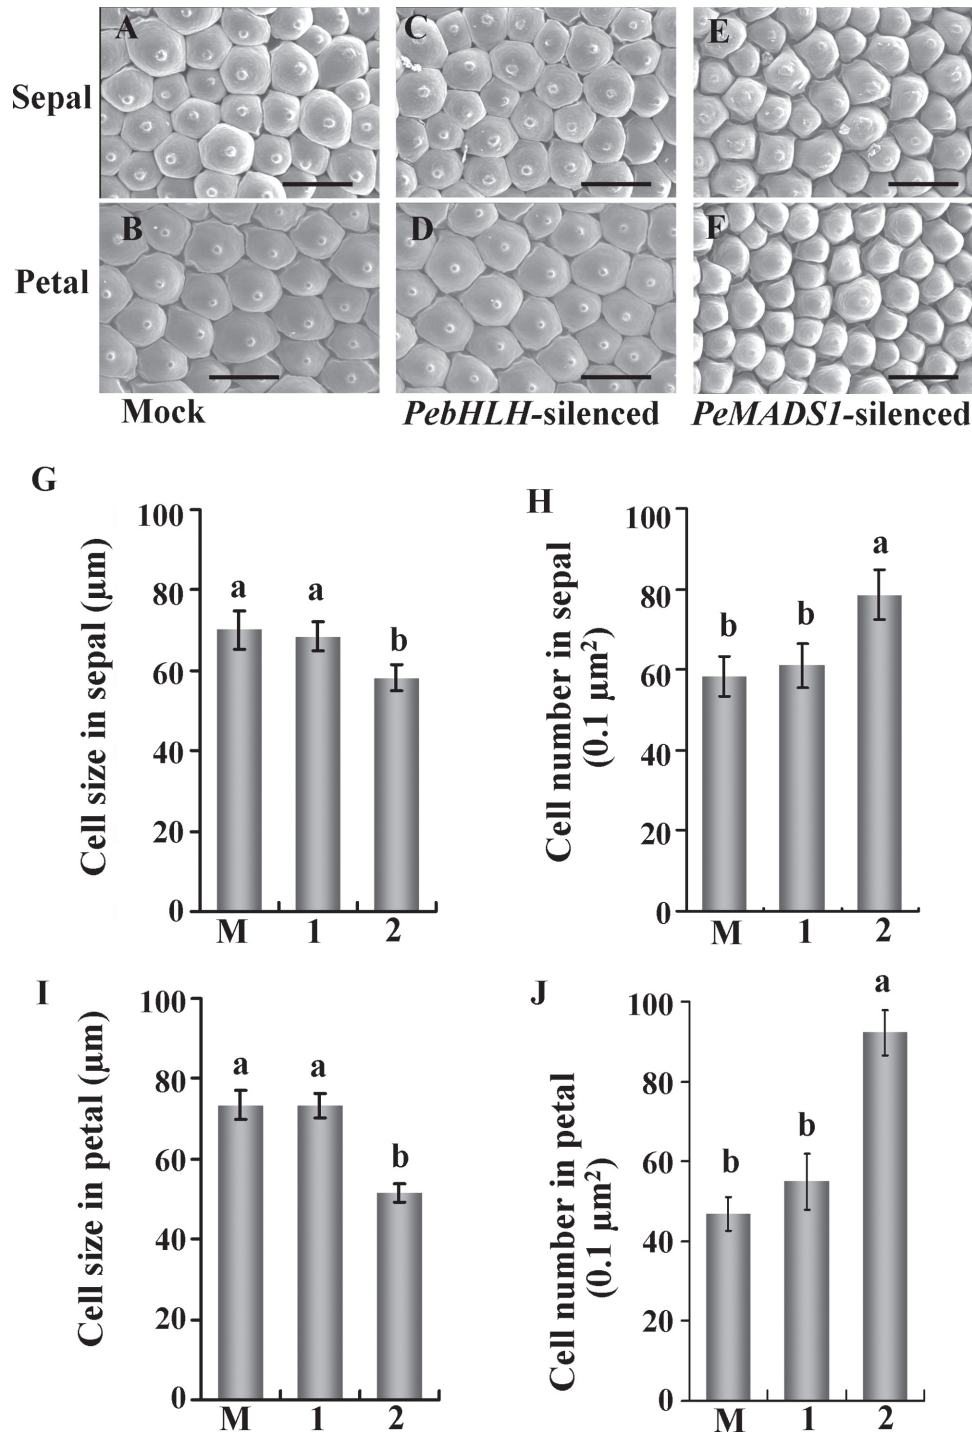 A
C
E
Sepal
B
D
F
Petal
Mock
PebHLH-silenced
PeMADS1-silenced
G
Cell size in sepal (μm)
100
80
60
40
20
0
a
a
b
M
1
2
H
Cell number in sepal
(0.1 μm²)
100
80
60
40
20
0
b
b
a
M
1
2
I
Cell size in petal (μm)
100
80
60
40
20
0
a
a
b
M
1
2
J
Cell number in petal
(0.1 μm²)
100
80
60
40
20
0
b
b
a
M
1
2